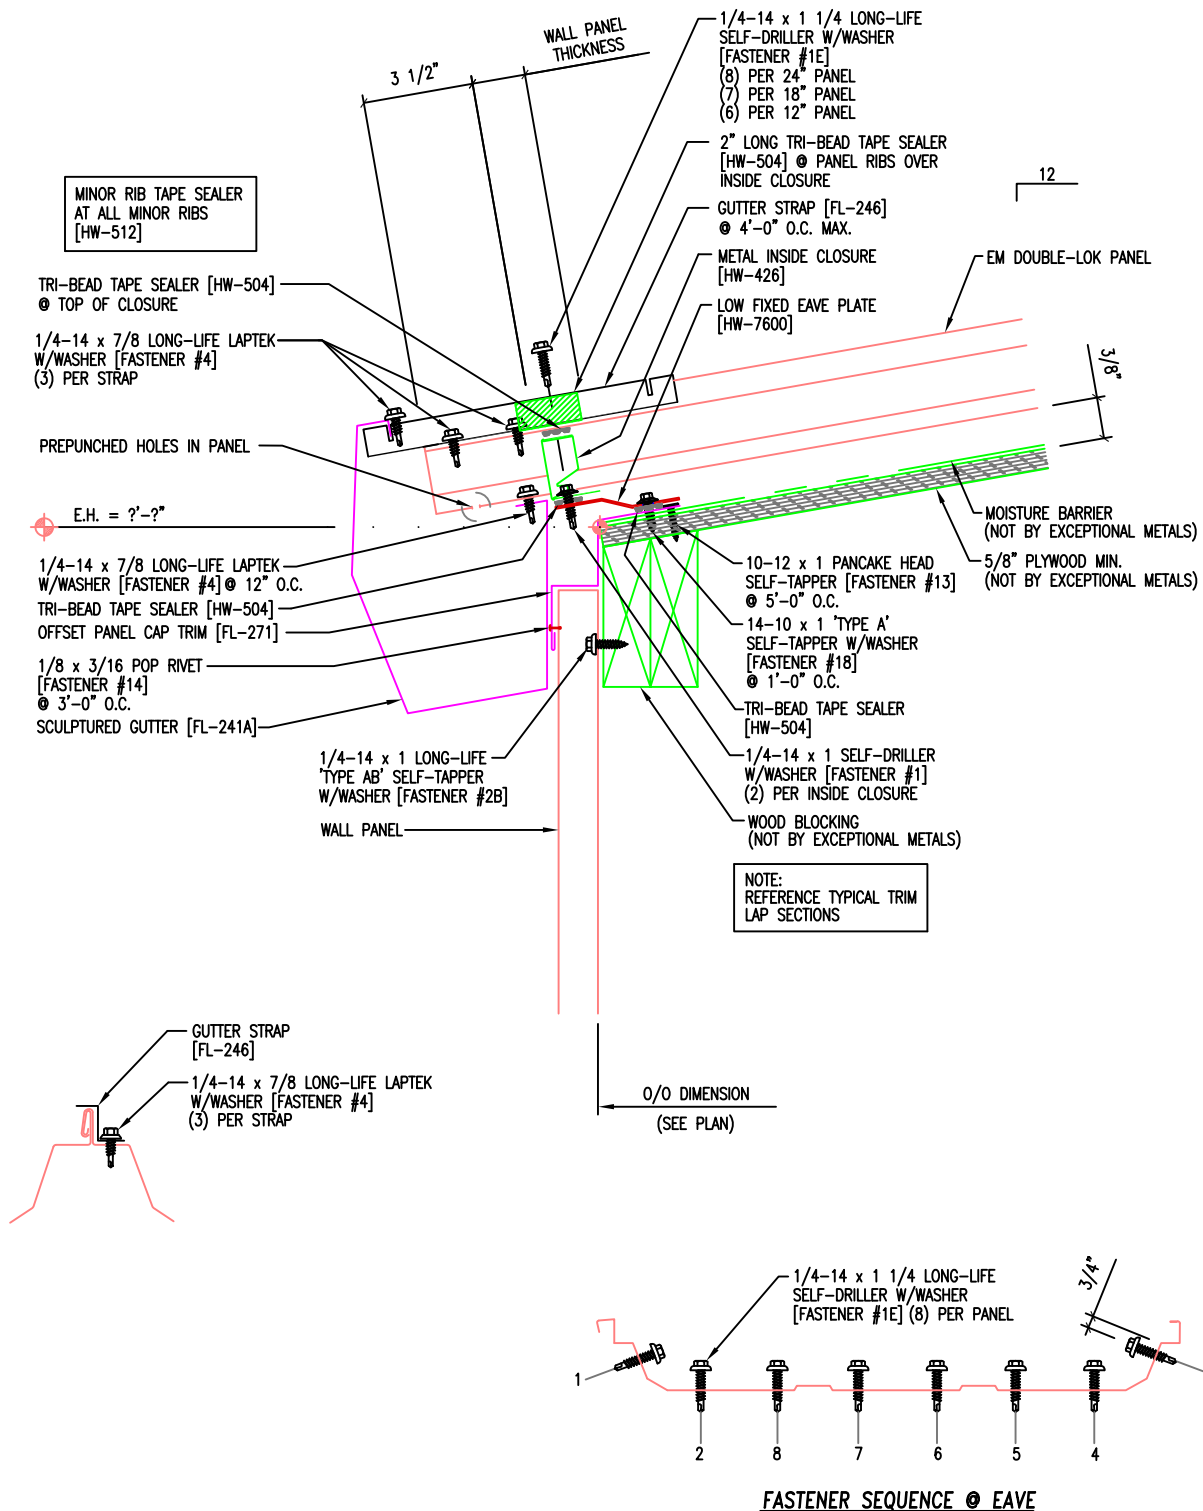 WALL PANEL
THICKNESS
3 1/2"
1/4-14 x 1 1/4 LONG-LIFE
SELF-DRILLER W/WASHER
[FASTENER #1E]
(8) PER 24" PANEL
(7) PER 18" PANEL
(6) PER 12" PANEL
2" LONG TRI-BEAD TAPE SEALER
[HW-504] @ PANEL RIBS OVER
INSIDE CLOSURE
GUTTER STRAP [FL-246]
@ 4'-0" O.C. MAX.
METAL INSIDE CLOSURE
[HW-426]
LOW FIXED EAVE PLATE
[HW-7600]
12
EM DOUBLE-LOK PANEL
3/8"
MINOR RIB TAPE SEALER
AT ALL MINOR RIBS
[HW-512]
TRI-BEAD TAPE SEALER [HW-504]
@ TOP OF CLOSURE
1/4-14 x 7/8 LONG-LIFE LAPTEK
W/WASHER [FASTENER #4]
(3) PER STRAP
PREPUNCHED HOLES IN PANEL
E.H. = ?'-?"
1/4-14 x 7/8 LONG-LIFE LAPTEK
W/WASHER [FASTENER #4] @ 12" O.C.
TRI-BEAD TAPE SEALER [HW-504]
OFFSET PANEL CAP TRIM [FL-271]
1/8 x 3/16 POP RIVET
[FASTENER #14]
@ 3'-0" O.C.
SCULPTURED GUTTER [FL-241A]
1/4-14 x 1 LONG-LIFE
'TYPE AB' SELF-TAPPER
W/WASHER [FASTENER #2B]
WALL PANEL
MOISTURE BARRIER
(NOT BY EXCEPTIONAL METALS)
5/8" PLYWOOD MIN.
(NOT BY EXCEPTIONAL METALS)
10-12 x 1 PANCAKE HEAD
SELF-TAPPER [FASTENER #13]
@ 5'-0" O.C.
14-10 x 1 'TYPE A'
SELF-TAPPER W/WASHER
[FASTENER #18]
@ 1'-0" O.C.
TRI-BEAD TAPE SEALER
[HW-504]
1/4-14 x 1 SELF-DRILLER
W/WASHER [FASTENER #1]
(2) PER INSIDE CLOSURE
WOOD BLOCKING
(NOT BY EXCEPTIONAL METALS)
NOTE:
REFERENCE TYPICAL TRIM
LAP SECTIONS
O/O DIMENSION
(SEE PLAN)
GUTTER STRAP
[FL-246]
1/4-14 x 7/8 LONG-LIFE LAPTEK
W/WASHER [FASTENER #4]
(3) PER STRAP
1/4-14 x 1 1/4 LONG-LIFE
SELF-DRILLER W/WASHER
[FASTENER #1E] (8) PER PANEL
3/4"
1
2 8 7 6 5 4
FASTENER SEQUENCE @ EAVE